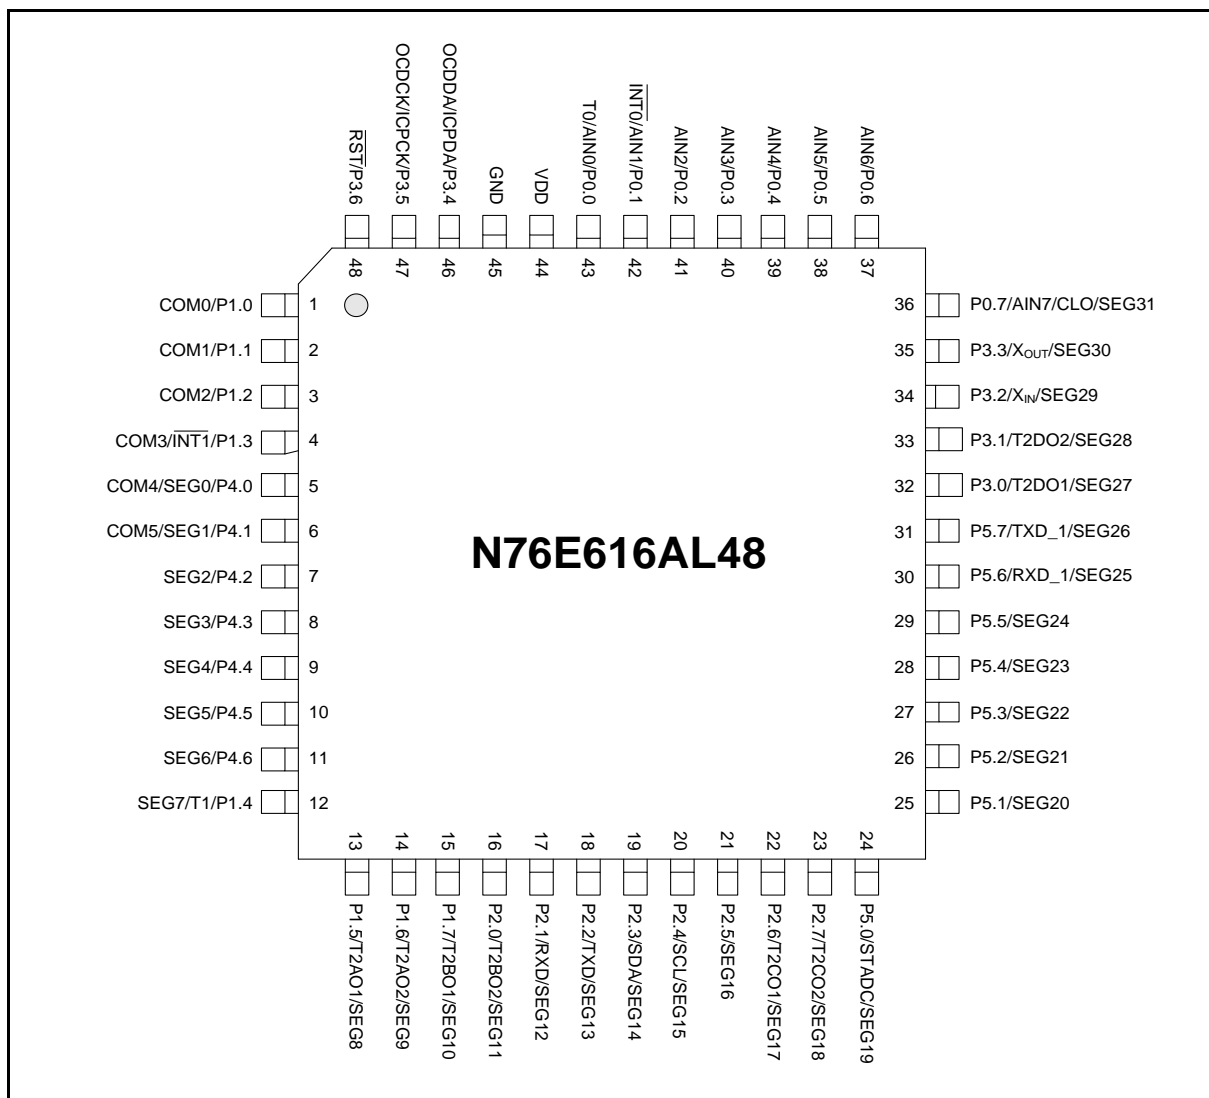 RST/P3.6
OCDCK/ICPCK/P3.5
OCDDA/ICPDA/P3.4
GND
VDD
T0/AIN0/P0.0
INT0/AIN1/P0.1
AIN2/P0.2
AIN3/P0.3
AIN4/P0.4
AIN5/P0.5
AIN6/P0.6
48
47
46
45
44
43
42
41
40
39
38
37
COM0/P1.0 1
COM1/P1.1 2
COM2/P1.2 3
COM3/INT1/P1.3 4
COM4/SEG0/P4.0 5
COM5/SEG1/P4.1 6
SEG2/P4.2 7
SEG3/P4.3 8
SEG4/P4.4 9
SEG5/P4.5 10
SEG6/P4.6 11
SEG7/T1/P1.4 12
N76E616AL48
36 P0.7/AIN7/CLO/SEG31
35 P3.3/XOUT/SEG30
34 P3.2/XIN/SEG29
33 P3.1/T2DO2/SEG28
32 P3.0/T2DO1/SEG27
31 P5.7/TXD_1/SEG26
30 P5.6/RXD_1/SEG25
29 P5.5/SEG24
28 P5.4/SEG23
27 P5.3/SEG22
26 P5.2/SEG21
25 P5.1/SEG20
13
14
15
16
17
18
19
20
21
22
23
24
P1.5/T2AO1/SEG8
P1.6/T2AO2/SEG9
P1.7/T2BO1/SEG10
P2.0/T2BO2/SEG11
P2.1/RXD/SEG12
P2.2/TXD/SEG13
P2.3/SDA/SEG14
P2.4/SCL/SEG15
P2.5/SEG16
P2.6/T2CO1/SEG17
P2.7/T2CO2/SEG18
P5.0/STADC/SEG19